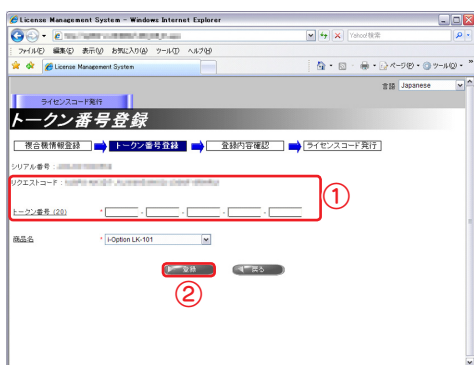 License Management System - Windows Internet Explorer
Yahoo!検索
ファイル(F) 編集(E) 表示(V) お気に入り(A) ツール(T) ヘルプ(H)
License Management System
ページ(P) ツール(O)
言語 Japanese
ライセンスコード発行
トークン番号登録
複合機情報登録 トークン番号登録 登録内容確認 ライセンスコード発行
シリアル番号:
リクエストコード:
①
トークン番号 (20) * - - - -
商品名 * i-Option LK-101
登録 戻る
②